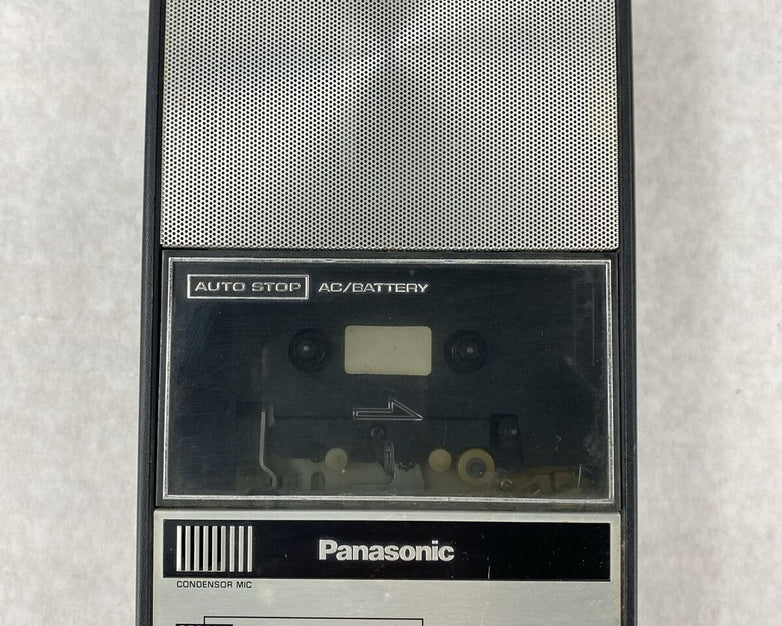 AUTO STOP AC/BATTERY
Panasonic
CONDENSOR MIC